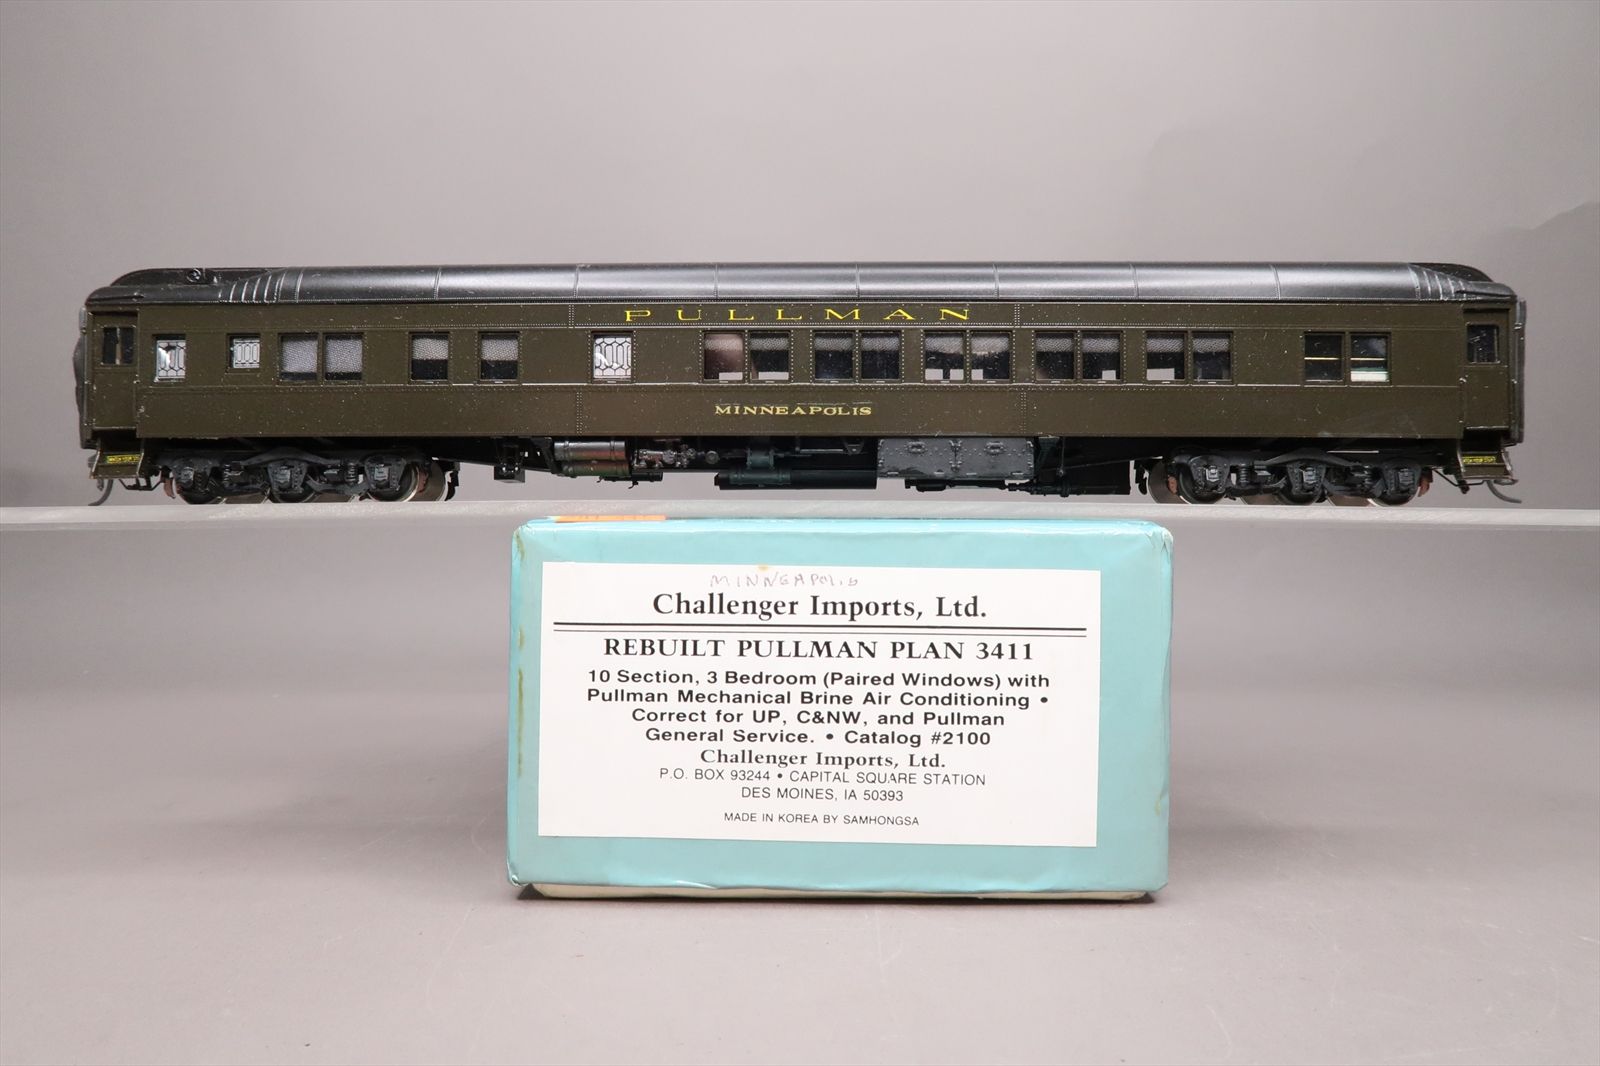 PULLMAN
MINNEAPOLIS
MINNEAPOLIS
Challenger Imports, Ltd.
REBUILT PULLMAN PLAN 3411
10 Section, 3 Bedroom (Paired Windows) with
Pullman Mechanical Brine Air Conditioning •
Correct for UP, C&NW, and Pullman
General Service. • Catalog #2100
Challenger Imports, Ltd.
P.O. BOX 93244 • CAPITAL SQUARE STATION
DES MOINES, IA 50393
MADE IN KOREA BY SAMHONGSA